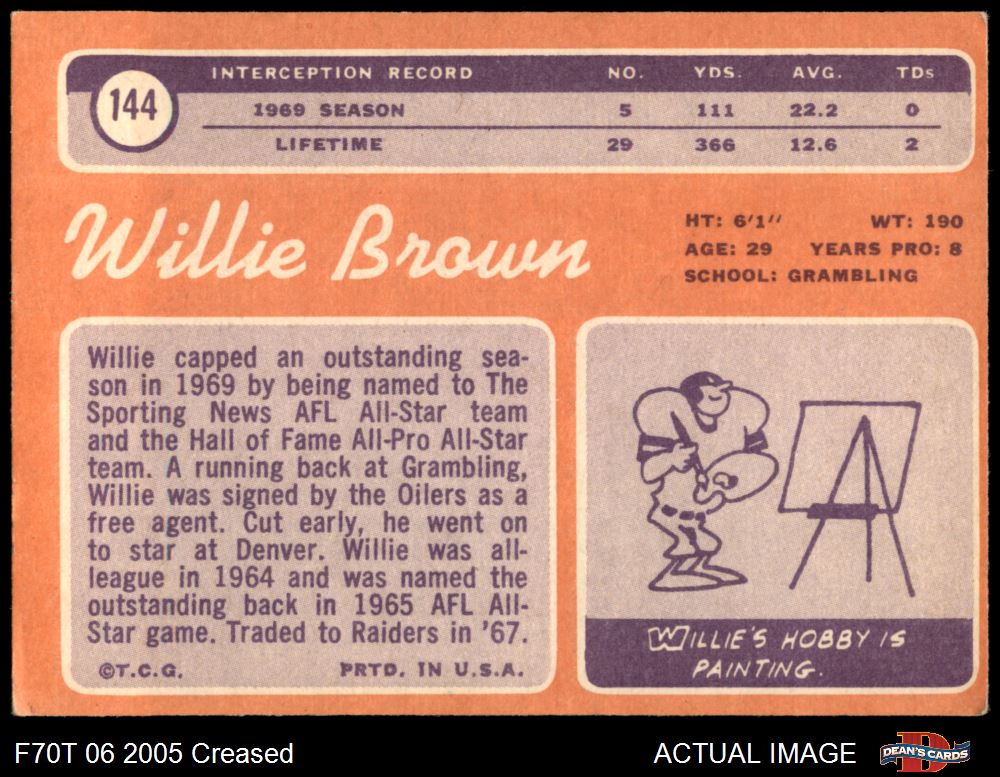 144
INTERCEPTION RECORD NO. YDS. AVG. TDs
1969 SEASON 5 111 22.2 0
LIFETIME 29 366 12.6 2
Willie Brown
HT: 6'1" WT: 190
AGE: 29 YEARS PRO: 8
SCHOOL: GRAMBLING
Willie capped an outstanding sea-
son in 1969 by being named to The
Sporting News AFL All-Star team
and the Hall of Fame All-Pro All-Star
team. A running back at Grambling,
Willie was signed by the Oilers as a
free agent. Cut early, he went on
to star at Denver. Willie was all-
league in 1964 and was named the
outstanding back in 1965 AFL All-
Star game. Traded to Raiders in '67.
©T.C.G. PRTD. IN U.S.A.
WILLIE'S HOBBY IS
PAINTING.
F70T 06 2005 Creased
ACTUAL IMAGE
D
DEAN'S CARDS